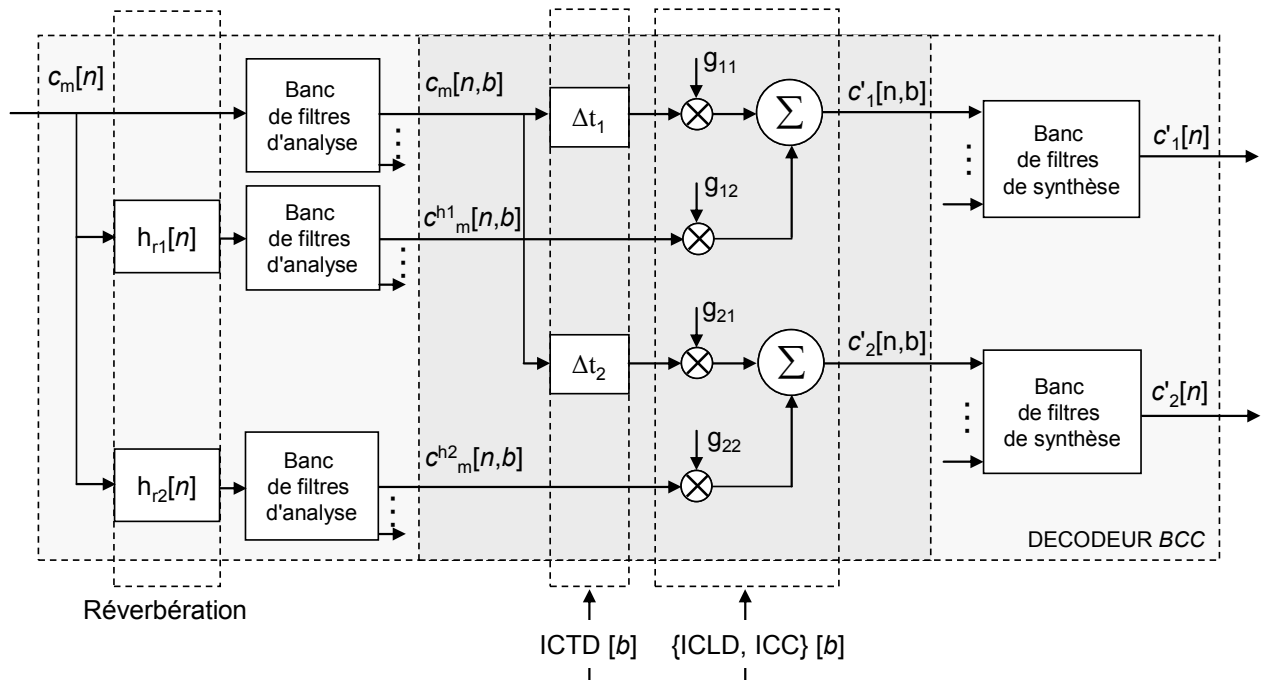 c_m[n]
Banc
de filtres
d'analyse
c_m[n,b]
Δt_1
g_11
Σ
c'_1[n,b]
Banc
de filtres
de synthèse
c'_1[n]
h_r1[n]
Banc
de filtres
d'analyse
c^h1_m[n,b]
g_12
Δt_2
g_21
Σ
c'_2[n,b]
Banc
de filtres
de synthèse
c'_2[n]
h_r2[n]
Banc
de filtres
d'analyse
c^h2_m[n,b]
g_22
DECODEUR BCC
Réverbération
ICTD [b]
{ICLD, ICC} [b]